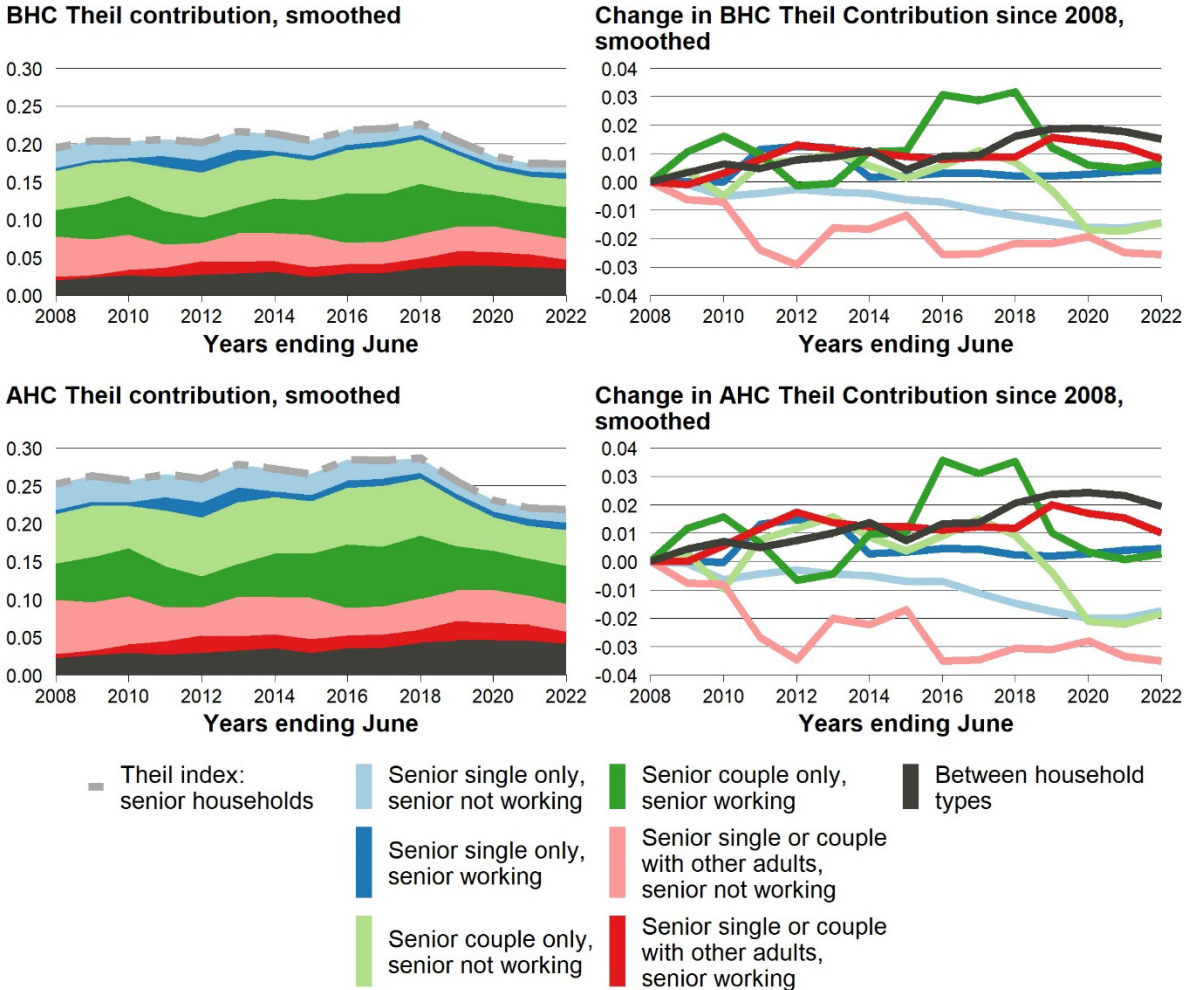 BHC Theil contribution, smoothed
0.30
0.25
0.20
0.15
0.10
0.05
0.00
2008 2010 2012 2014 2016 2018 2020 2022
Years ending June
Change in BHC Theil Contribution since 2008,
smoothed
0.04
0.03
0.02
0.01
0.00
-0.01
-0.02
-0.03
-0.04
2008 2010 2012 2014 2016 2018 2020 2022
Years ending June
AHC Theil contribution, smoothed
0.30
0.25
0.20
0.15
0.10
0.05
0.00
2008 2010 2012 2014 2016 2018 2020 2022
Years ending June
Change in AHC Theil Contribution since 2008,
smoothed
0.04
0.03
0.02
0.01
0.00
-0.01
-0.02
-0.03
-0.04
2008 2010 2012 2014 2016 2018 2020 2022
Years ending June
Theil index:
senior households
Senior single only,
senior not working
Senior single only,
senior working
Senior couple only,
senior not working
Senior couple only,
senior working
Senior single or couple
with other adults,
senior not working
Senior single or couple
with other adults,
senior working
Between household
types